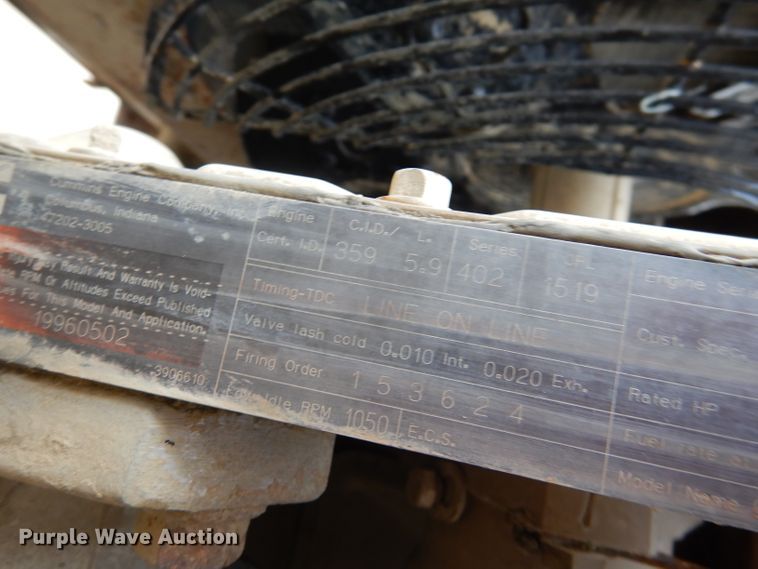 Cummins Engine Company, Inc.
Columbus, Indiana
47202-3005
Result And Warranty Is Void-
RPM Or Altitudes Exceed Published
For This Model And Application.
19960502
3906610
Engine
Cert. I.D.
C.I.D./ L.
359 5.9
Series
402
CPL
1519
Timing-TDC LINE ON LINE
Valve lash cold 0.010 Int. 0.020 Exh.
Firing Order 1 5 3 6 2 4
Low Idle RPM 1050 E.C.S.
Engine
Cust. Spec.
Rated HP
Fuel rate
Model Name
Purple Wave Auction